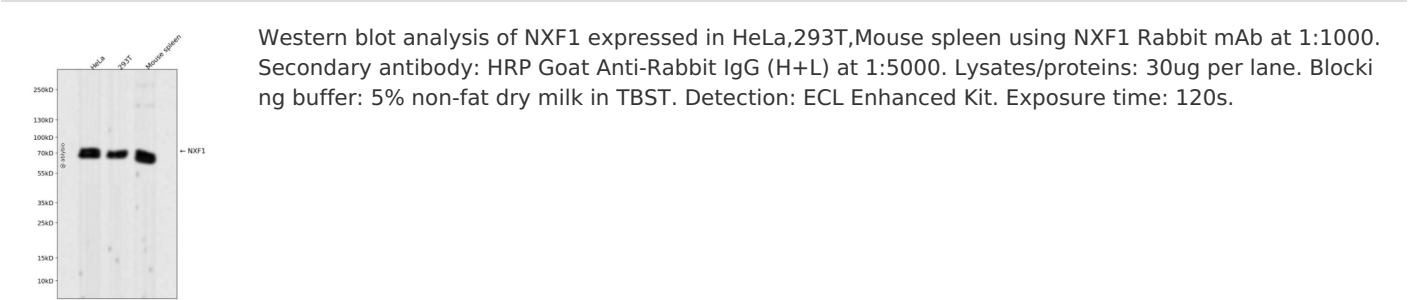 Western blot analysis of NXF1 expressed in HeLa,293T,Mouse spleen using NXF1 Rabbit mAb at 1:1000.
Secondary antibody: HRP Goat Anti-Rabbit IgG (H+L) at 1:5000. Lysates/proteins: 30ug per lane. Blocki
ng buffer: 5% non-fat dry milk in TBST. Detection: ECL Enhanced Kit. Exposure time: 120s.
HeLa
293T
Mouse spleen
250kD
130kD
100kD
70kD
55kD
35kD
25kD
15kD
10kD
← NXF1